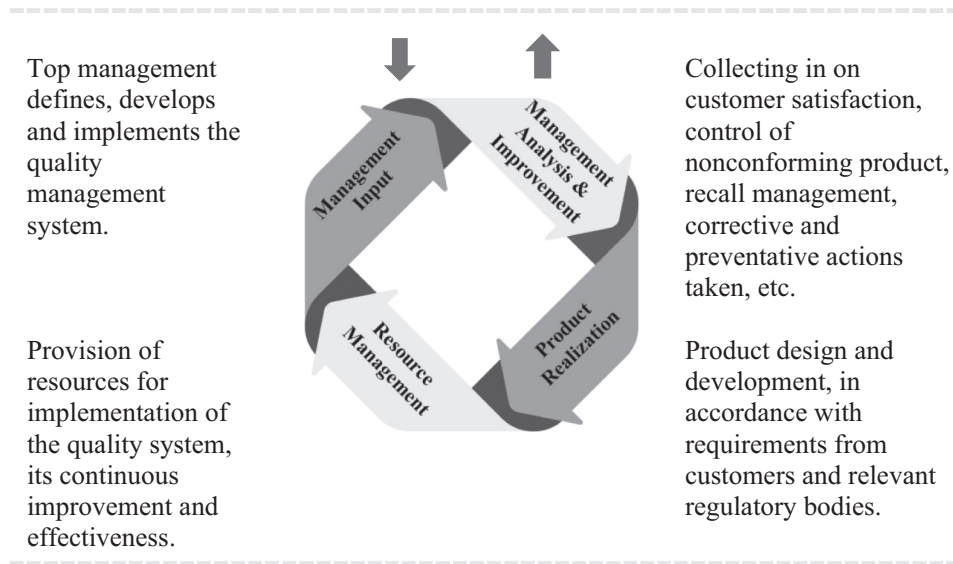 Top management
defines, develops
and implements the
quality
management
system.
Management
Input
Management
Analysis &
Improvement
Collecting in on
customer satisfaction,
control of
nonconforming product,
recall management,
corrective and
preventative actions
taken, etc.
Provision of
resources for
implementation of
the quality system,
its continuous
improvement and
effectiveness.
Resource
Management
Product
Realization
Product design and
development, in
accordance with
requirements from
customers and relevant
regulatory bodies.